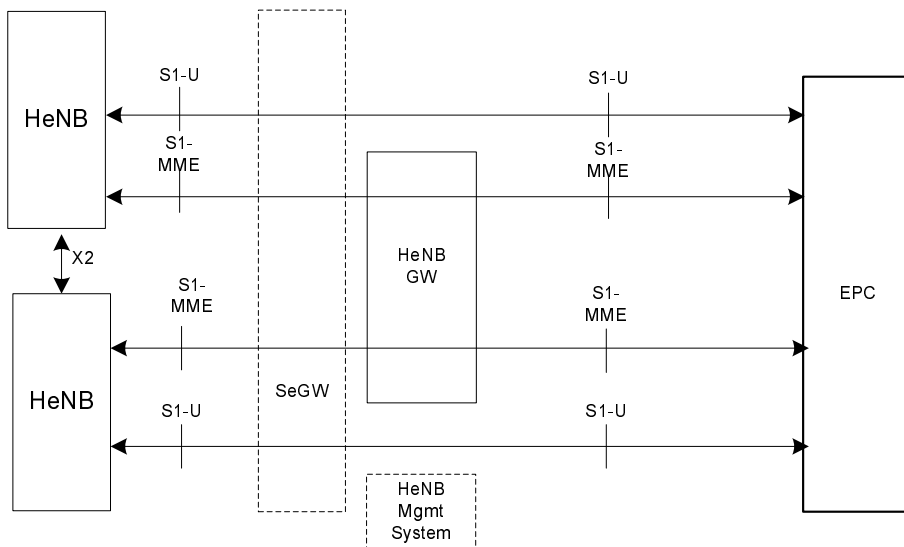 HeNB
S1-U
S1-U
S1-
MME
S1-
MME
HeNB
GW
X2
EPC
S1-
MME
S1-
MME
HeNB
SeGW
S1-U
S1-U
HeNB
Mgmt
System